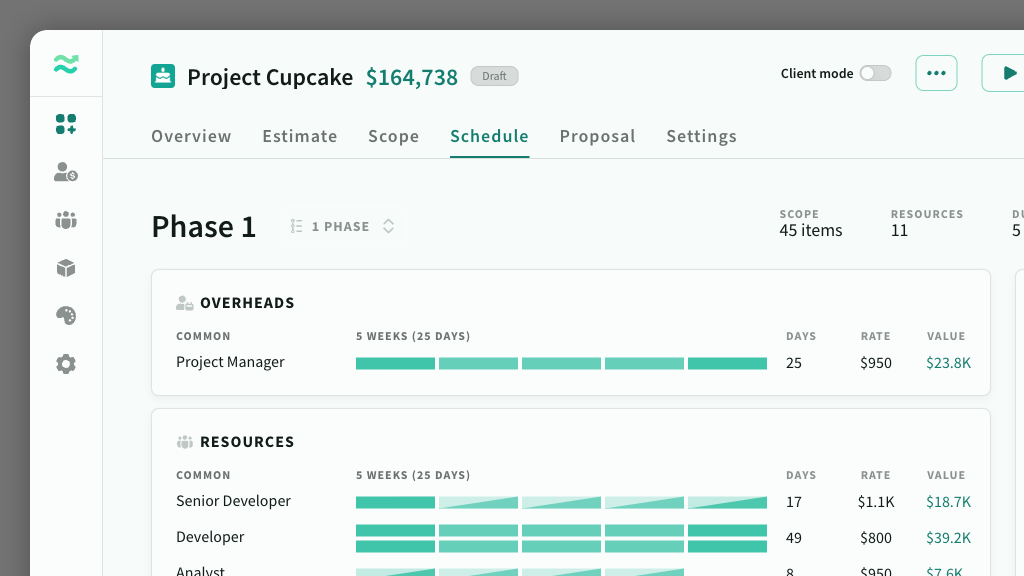 Project Cupcake $164,738 Draft
Client mode
Overview Estimate Scope Schedule Proposal Settings
Phase 1 1 PHASE
SCOPE RESOURCES
45 items 11 5
OVERHEADS
COMMON 5 WEEKS (25 DAYS) DAYS RATE VALUE
Project Manager 25 $950 $23.8K
RESOURCES
COMMON 5 WEEKS (25 DAYS) DAYS RATE VALUE
Senior Developer 17 $1.1K $18.7K
Developer 49 $800 $39.2K
Analyst 8 $950 $7.6K